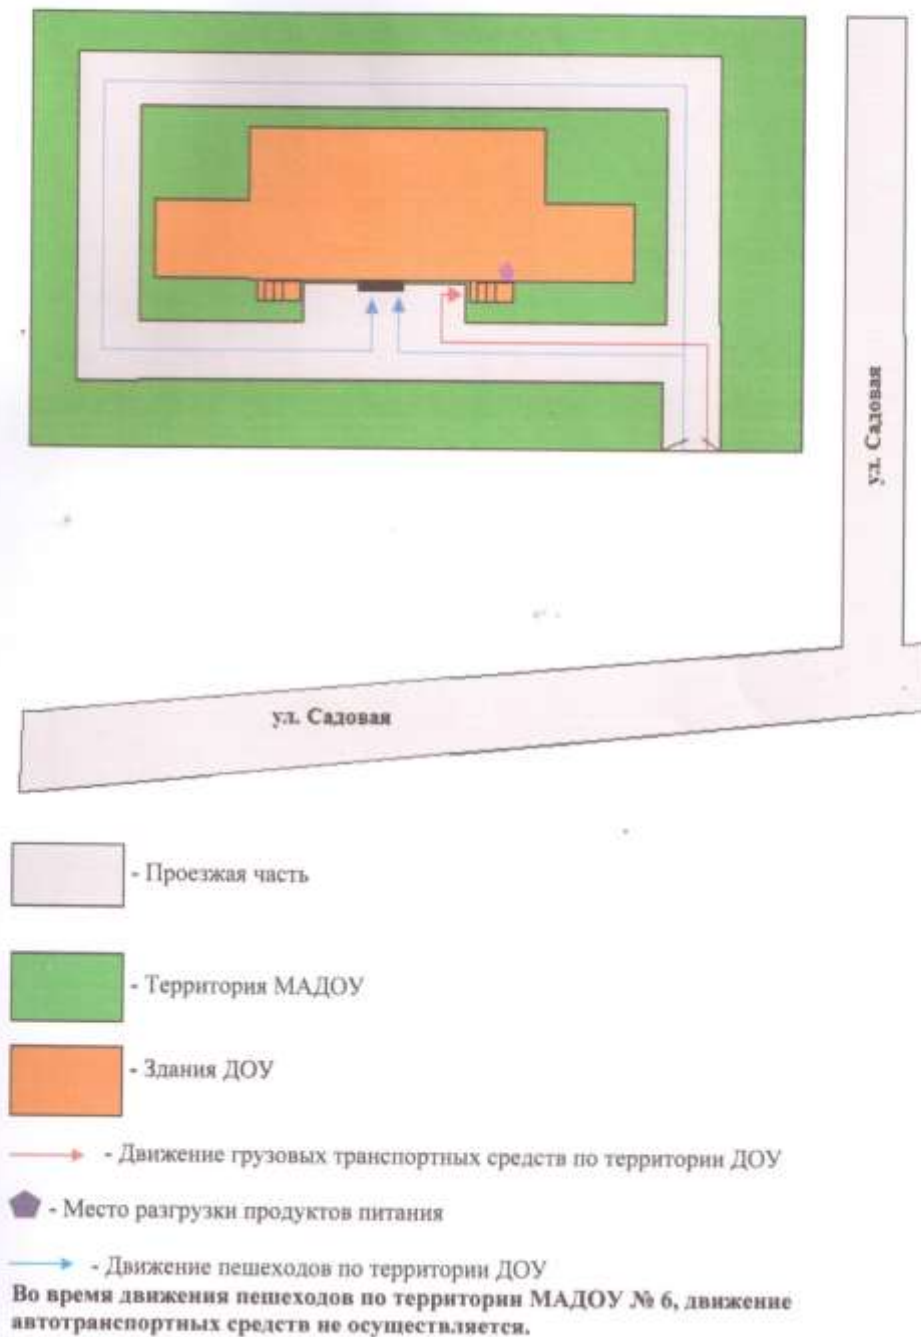 ул. Садовая
ул. Садовая
- Проезжая часть
- Территория МАДОУ
- Здания ДОУ
- Движение грузовых транспортных средств по территории ДОУ
- Место разгрузки продуктов питания
- Движение пешеходов по территории ДОУ
Во время движения пешеходов по территории МАДОУ № 6, движение
автотранспортных средств не осуществляется.